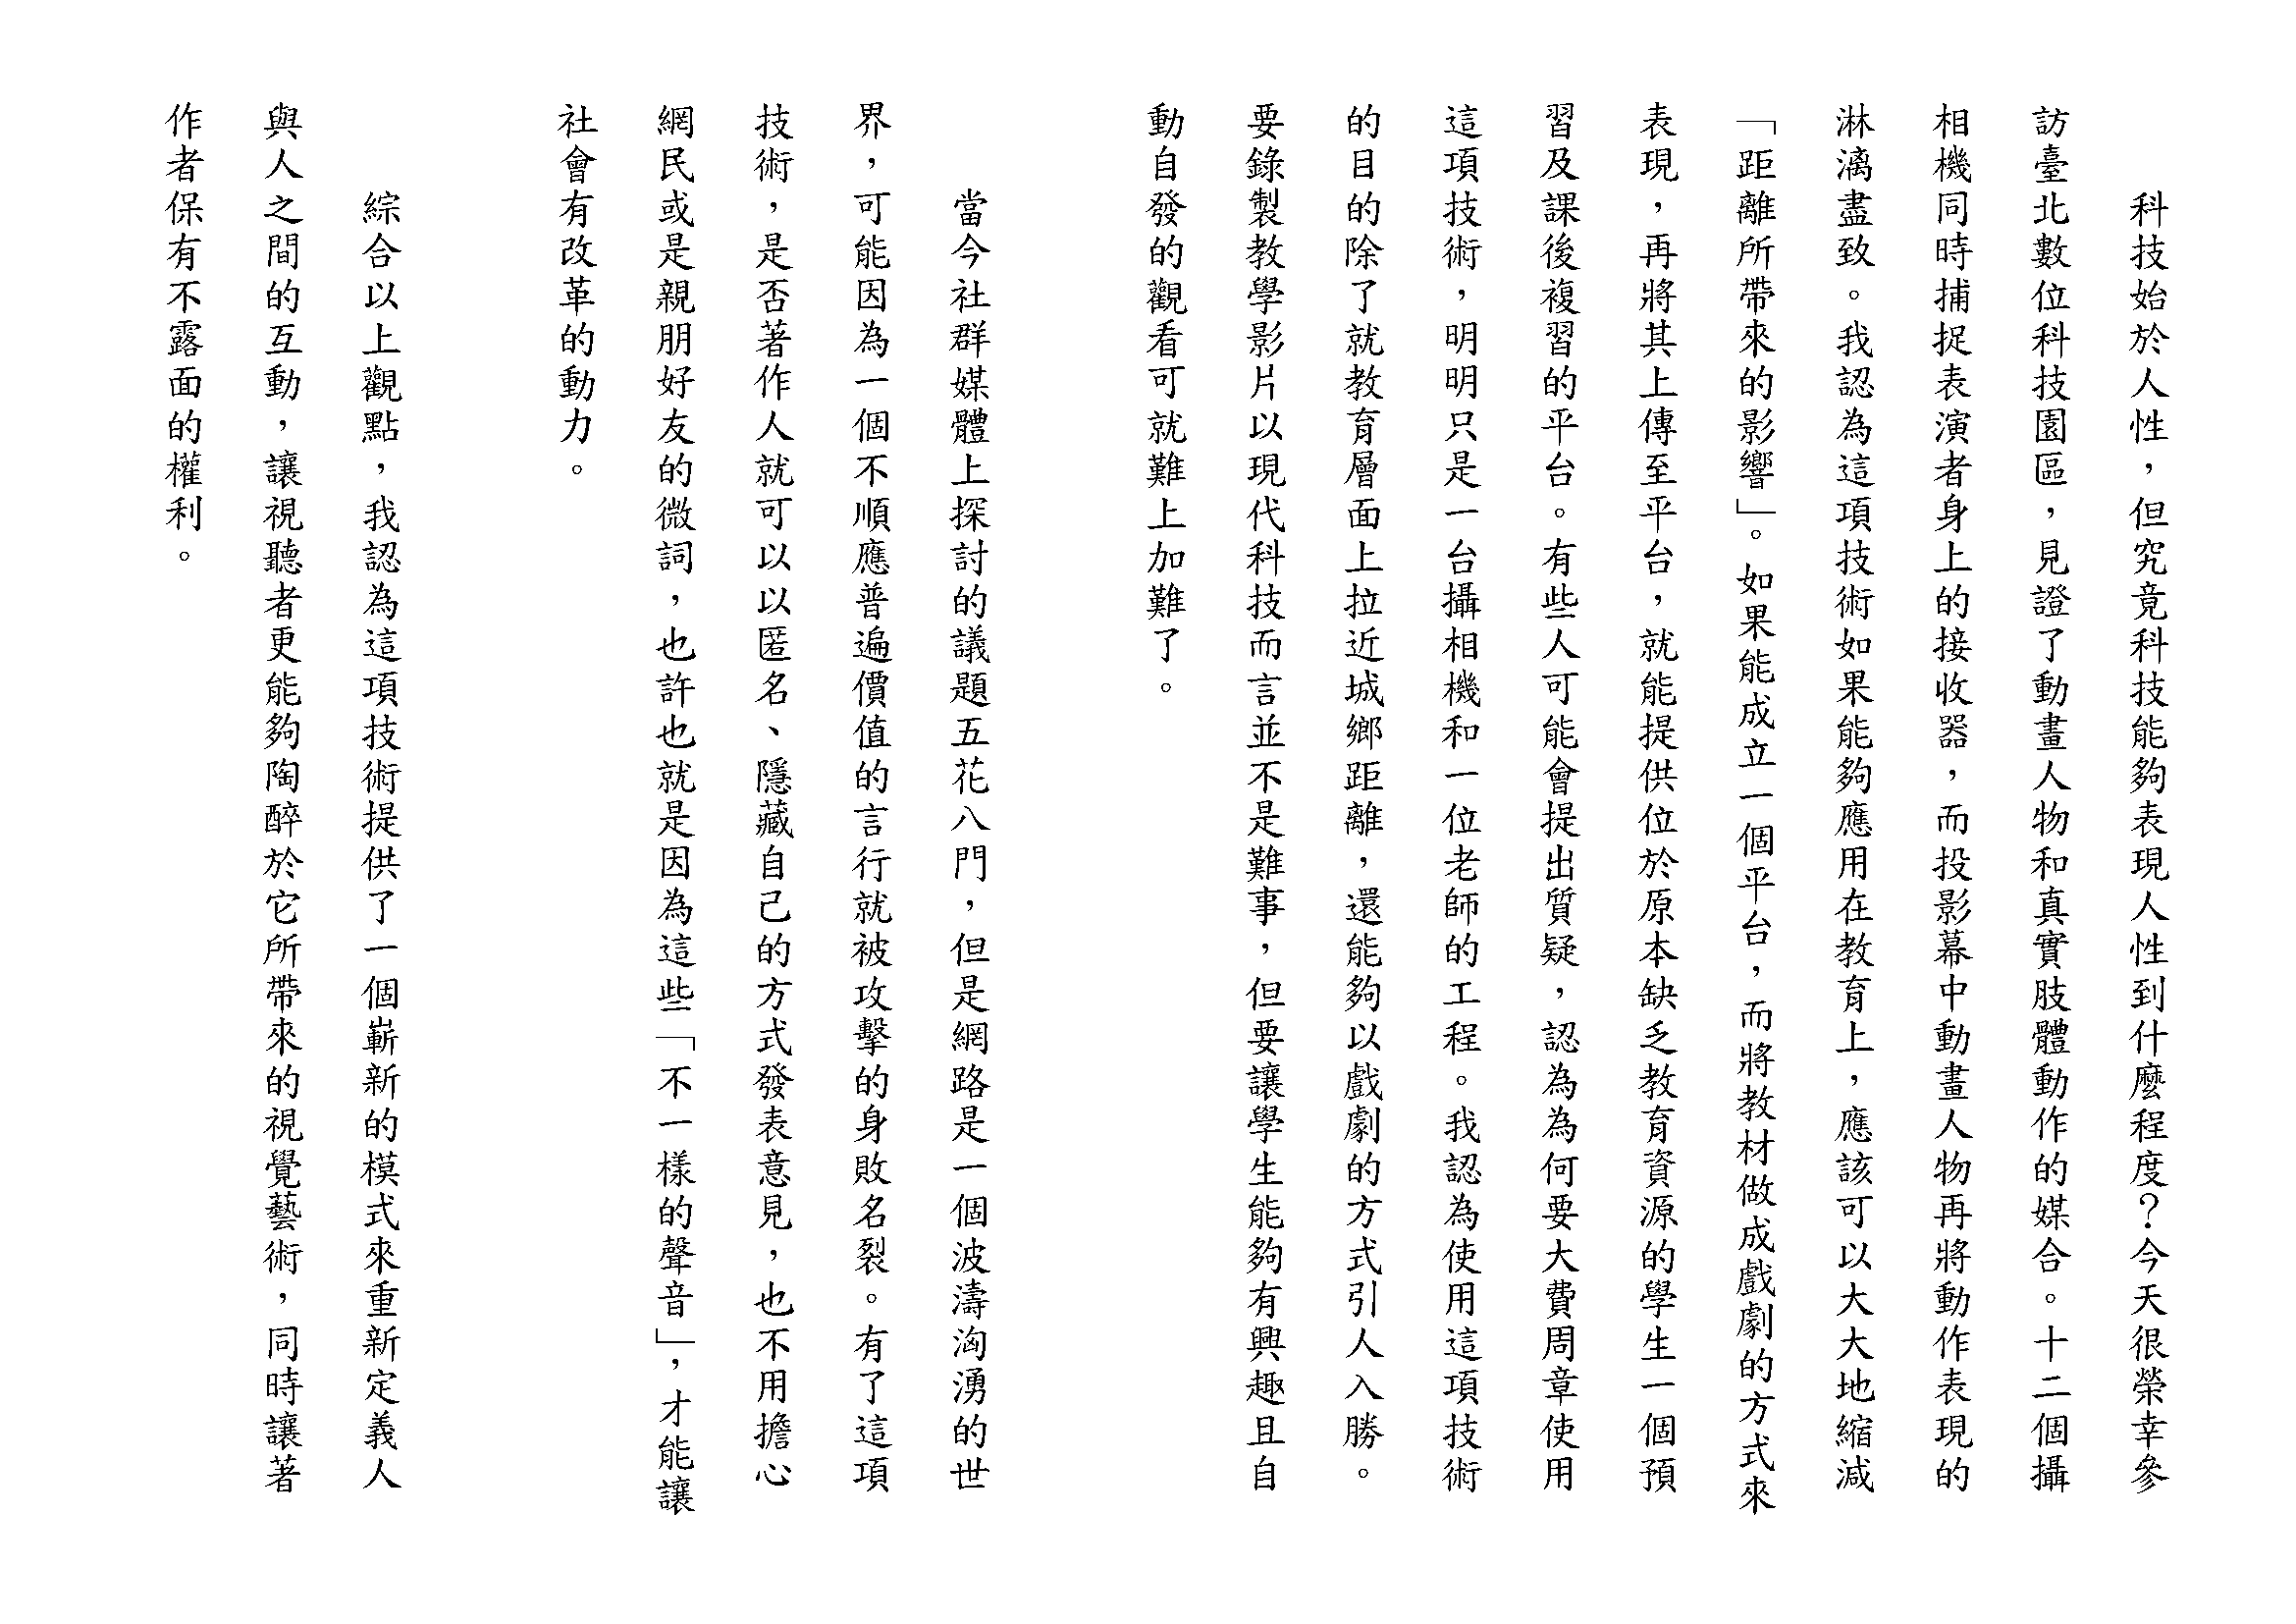 科技始於人性，但究竟科技能夠表現人性到什麼程度？今天很榮幸參
訪臺北數位科技園區，見證了動畫人物和真實肢體動作的媒合。十二個攝
相機同時捕捉表演者身上的接收器，而投影幕中動畫人物再將動作表現的
淋漓盡致。我認為這項技術如果能夠應用在教育上，應該可以大大地縮減
「距離所帶來的影響」。如果能成立一個平台，而將教材做成戲劇的方式來
表現，再將其上傳至平台，就能提供位於原本缺乏教育資源的學生一個預
習及課後複習的平台。有些人可能會提出質疑，認為為何要大費周章使用
這項技術，明明只是一台攝相機和一位老師的工程。我認為使用這項技術
的目的除了就教育層面上拉近城鄉距離，還能夠以戲劇的方式引人入勝。
要錄製教學影片以現代科技而言並不是難事，但要讓學生能夠有興趣且自
動自發的觀看可就難上加難了。
當今社群媒體上探討的議題五花八門，但是網路是一個波濤洶湧的世
界，可能因為一個不順應普遍價值的言行就被攻擊的身敗名裂。有了這項
技術，是否著作人就可以以匿名、隱藏自己的方式發表意見，也不用擔心
網民或是親朋好友的微詞，也許也就是因為這些「不一樣的聲音」，才能讓
社會有改革的動力。
綜合以上觀點，我認為這項技術提供了一個嶄新的模式來重新定義人
與人之間的互動，讓視聽者更能夠陶醉於它所帶來的視覺藝術，同時讓著
作者保有不露面的權利。